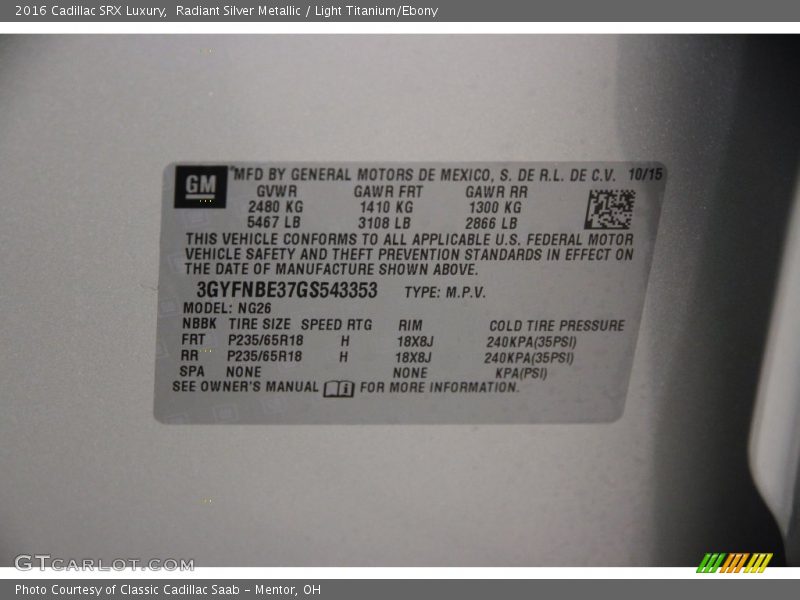 2016 Cadillac SRX Luxury,  Radiant Silver Metallic / Light Titanium/Ebony
GM MFD BY GENERAL MOTORS DE MEXICO, S. DE R.L. DE C.V. 10/15
GVWR GAWR FRT GAWR RR
2480 KG 1410 KG 1300 KG
5467 LB 3108 LB 2866 LB
THIS VEHICLE CONFORMS TO ALL APPLICABLE U.S. FEDERAL MOTOR
VEHICLE SAFETY AND THEFT PREVENTION STANDARDS IN EFFECT ON
THE DATE OF MANUFACTURE SHOWN ABOVE.
3GYFNBE37GS543353 TYPE: M.P.V.
MODEL: NG26
NBBK TIRE SIZE SPEED RTG RIM COLD TIRE PRESSURE
FRT P235/65R18 H 18X8J 240KPA(35PSI)
RR P235/65R18 H 18X8J 240KPA(35PSI)
SPA NONE NONE KPA(PSI)
SEE OWNER'S MANUAL FOR MORE INFORMATION.
GTCARLOT.COM
Photo Courtesy of Classic Cadillac Saab - Mentor, OH